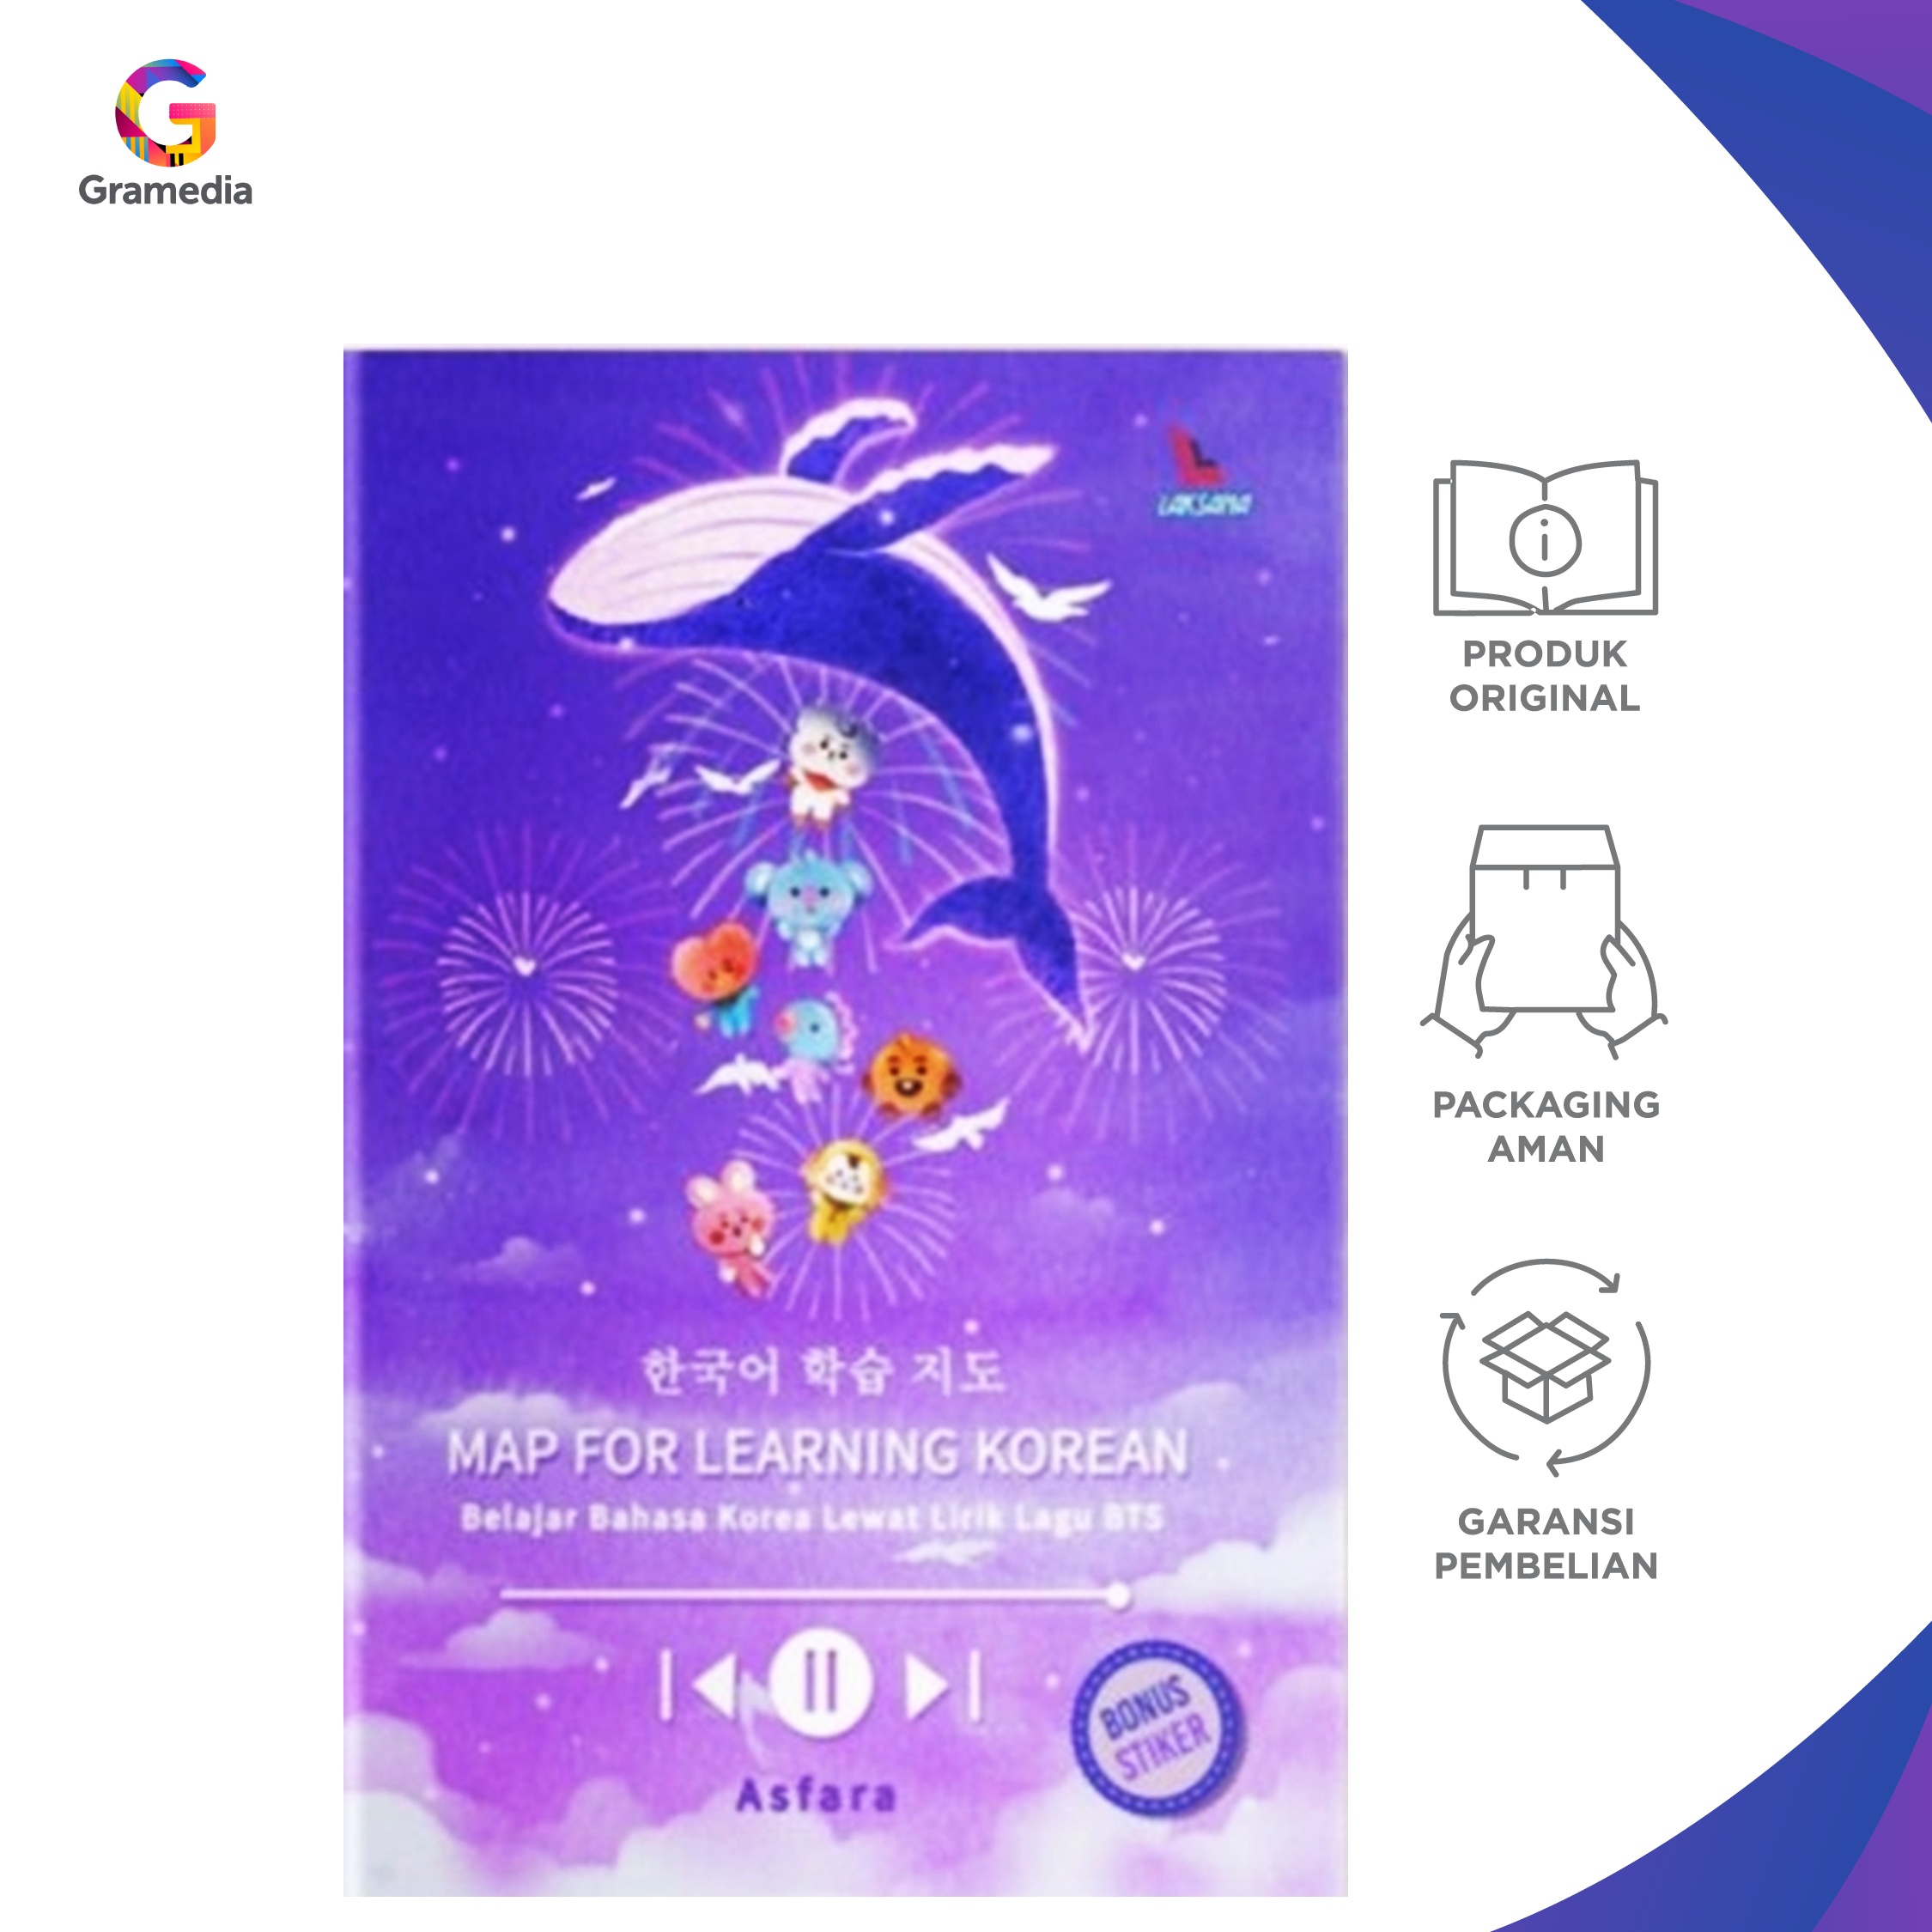 Gramedia
LAKSANA
한국어 학습 지도
MAP FOR LEARNING KOREAN
Belajar Bahasa Korea Lewat Lirik Lagu BTS
BONUS
STIKER
Asfara
PRODUK
ORIGINAL
PACKAGING
AMAN
GARANSI
PEMBELIAN